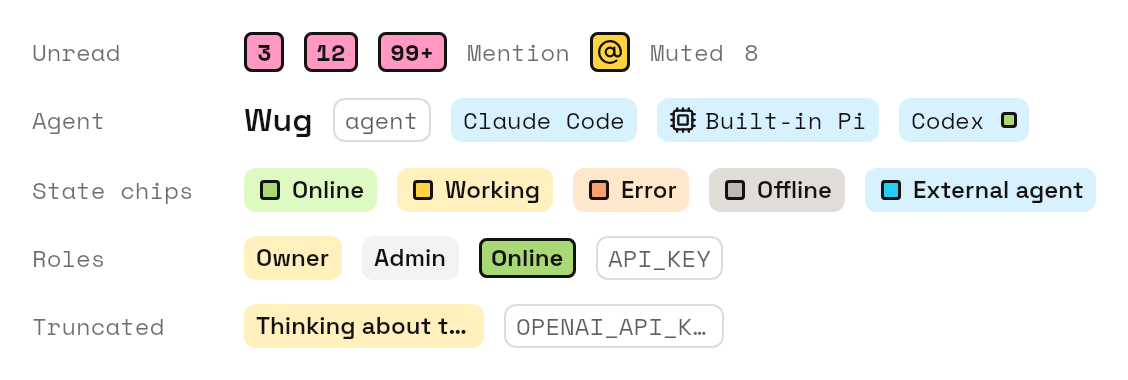 Unread 3 12 99+ Mention @ Muted 8
Agent Wug agent Claude Code Built-in Pi Codex
State chips Online Working Error Offline External agent
Roles Owner Admin Online API_KEY
Truncated Thinking about t... OPENAI_API_K…